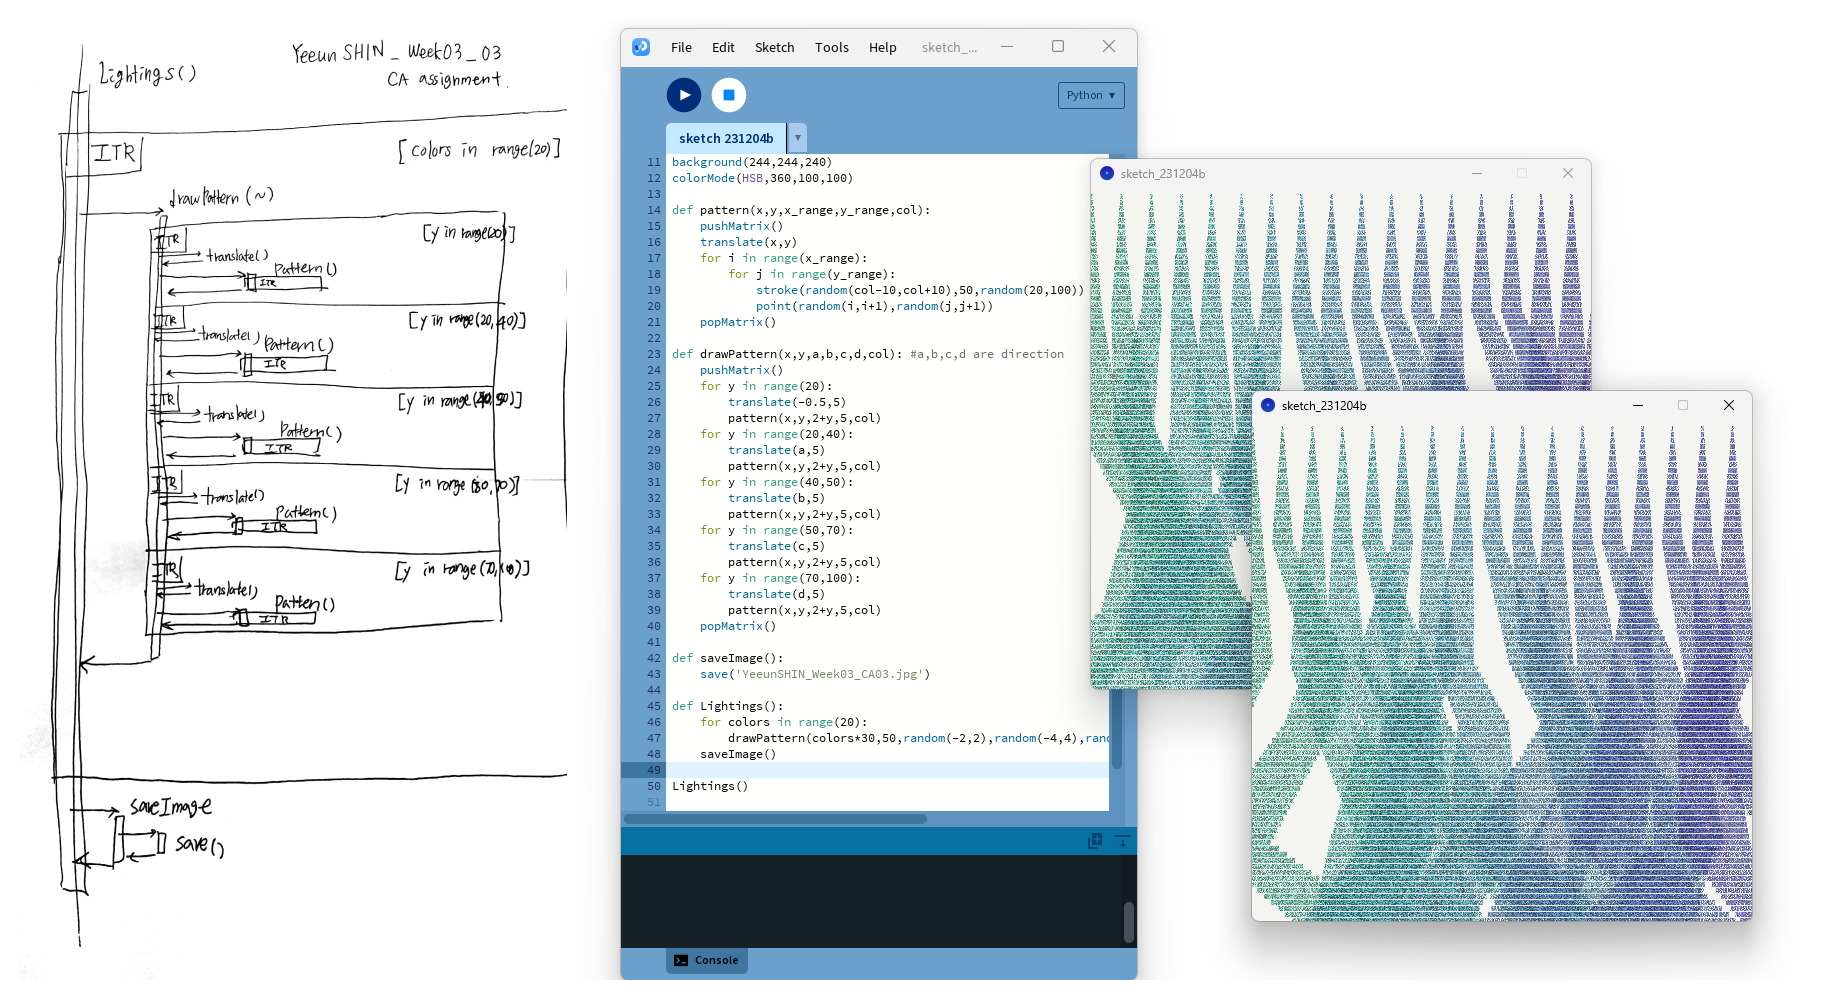 Yeeun SHIN _ Week03 _ 03
CA assignment.
Lightings()
ITR
[colors in range(20)]
drawPattern(~)
ITR
[y in range(20)]
translate()
Pattern()
ITR
ITR
[y in range(20,40)]
translate()
Pattern()
ITR
ITR
[y in range(40,50)]
translate()
Pattern()
ITR
ITR
[y in range(50,70)]
translate()
Pattern()
ITR
ITR
[y in range(70,100)]
translate()
Pattern()
ITR
saveImage
save()
File Edit Sketch Tools Help sketch_...
Python ▾
sketch 231204b
11 background(244,244,240)
12 colorMode(HSB,360,100,100)
13
14 def pattern(x,y,x_range,y_range,col):
15 pushMatrix()
16 translate(x,y)
17 for i in range(x_range):
18 for j in range(y_range):
19 stroke(random(col-10,col+10),50,random(20,100))
20 point(random(i,i+1),random(j,j+1))
21 popMatrix()
22
23 def drawPattern(x,y,a,b,c,d,col): #a,b,c,d are direction
24 pushMatrix()
25 for y in range(20):
26 translate(-0.5,5)
27 pattern(x,y,2+y,5,col)
28 for y in range(20,40):
29 translate(a,5)
30 pattern(x,y,2+y,5,col)
31 for y in range(40,50):
32 translate(b,5)
33 pattern(x,y,2+y,5,col)
34 for y in range(50,70):
35 translate(c,5)
36 pattern(x,y,2+y,5,col)
37 for y in range(70,100):
38 translate(d,5)
39 pattern(x,y,2+y,5,col)
40 popMatrix()
41
42 def saveImage():
43 save('YeeunSHIN_Week03_CA03.jpg')
44
45 def Lightings():
46 for colors in range(20):
47 drawPattern(colors*30,50,random(-2,2),random(-4,4),ran
48 saveImage()
49
50 Lightings()
51
Console
sketch_231204b
sketch_231204b